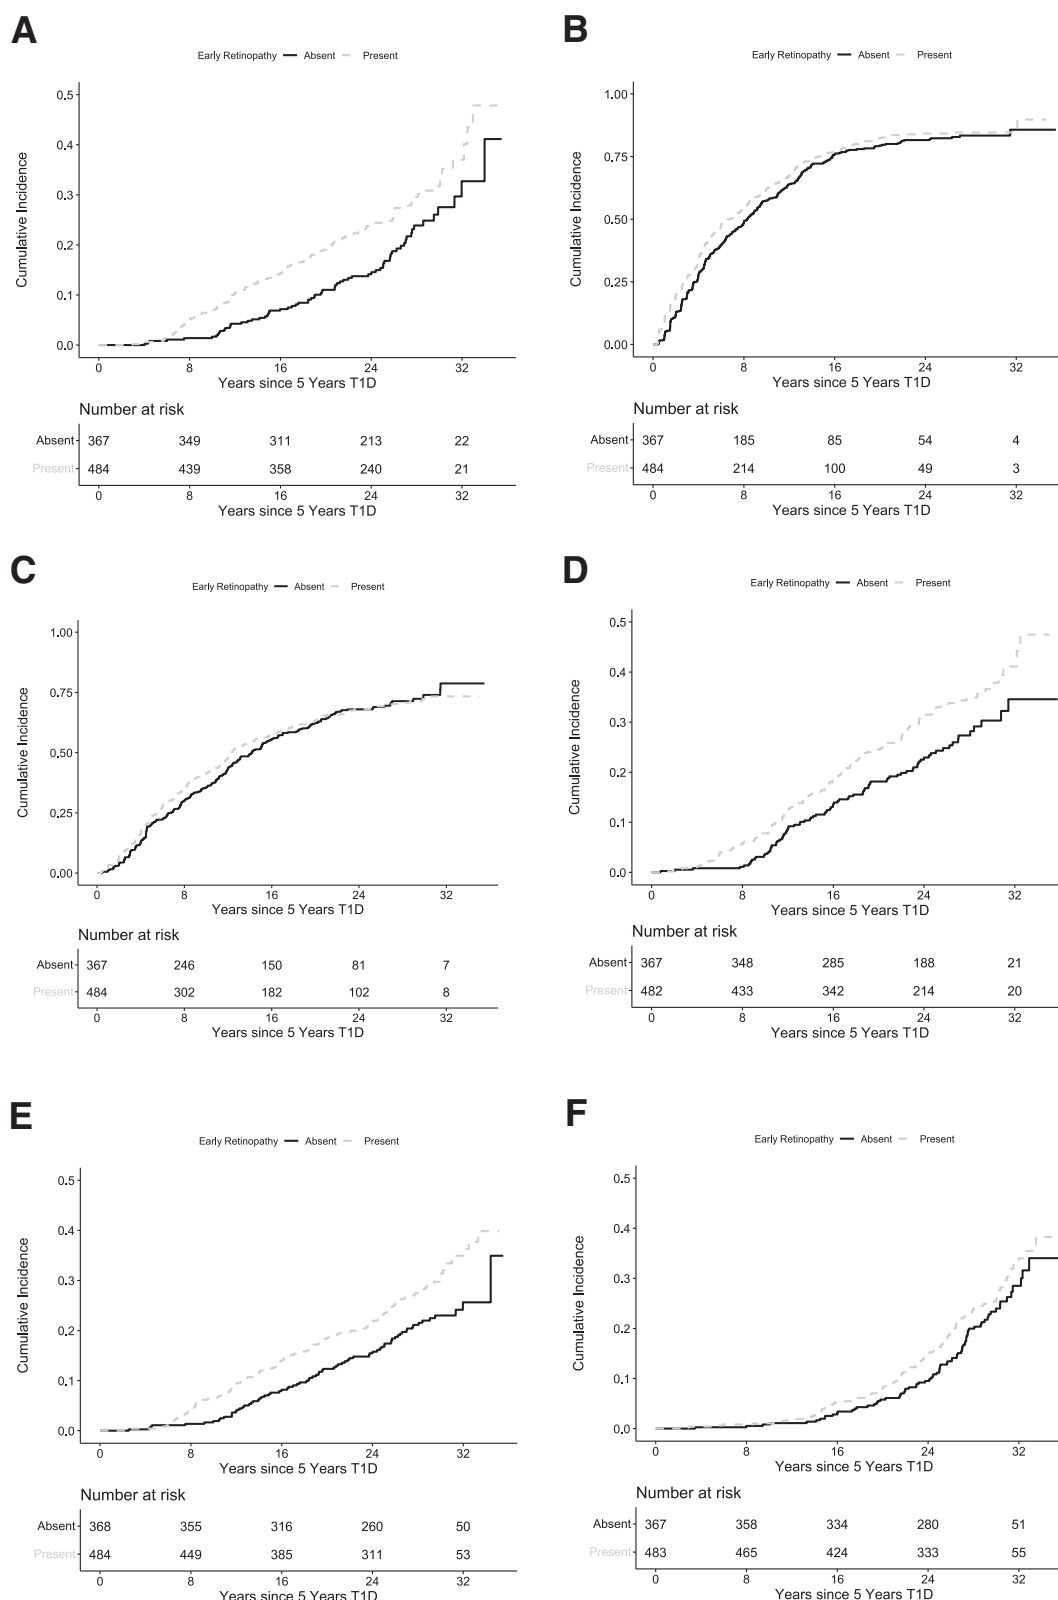 A
Early Retinopathy Absent Present
Cumulative Incidence
0.5
0.4
0.3
0.2
0.1
0.0
0 8 16 24 32
Years since 5 Years T1D
Number at risk
Absent 367 349 311 213 22
Present 484 439 358 240 21
0 8 16 24 32
Years since 5 Years T1D
B
Early Retinopathy Absent Present
Cumulative Incidence
1.00
0.75
0.50
0.25
0.00
0 8 16 24 32
Years since 5 Years T1D
Number at risk
Absent 367 185 85 54 4
Present 484 214 100 49 3
0 8 16 24 32
Years since 5 Years T1D
C
Early Retinopathy Absent Present
Cumulative Incidence
1.00
0.75
0.50
0.25
0.00
0 8 16 24 32
Years since 5 Years T1D
Number at risk
Absent 367 246 150 81 7
Present 484 302 182 102 8
0 8 16 24 32
Years since 5 Years T1D
D
Early Retinopathy Absent Present
Cumulative Incidence
0.5
0.4
0.3
0.2
0.1
0.0
0 8 16 24 32
Years since 5 Years T1D
Number at risk
Absent 367 348 285 188 21
Present 482 433 342 214 20
0 8 16 24 32
Years since 5 Years T1D
E
Early Retinopathy Absent Present
Cumulative Incidence
0.5
0.4
0.3
0.2
0.1
0.0
0 8 16 24 32
Years since 5 Years T1D
Number at risk
Absent 368 355 316 260 50
Present 484 449 385 311 53
0 8 16 24 32
Years since 5 Years T1D
F
Early Retinopathy Absent Present
Cumulative Incidence
0.5
0.4
0.3
0.2
0.1
0.0
0 8 16 24 32
Years since 5 Years T1D
Number at risk
Absent 367 358 334 280 51
Present 483 465 424 333 55
0 8 16 24 32
Years since 5 Years T1D